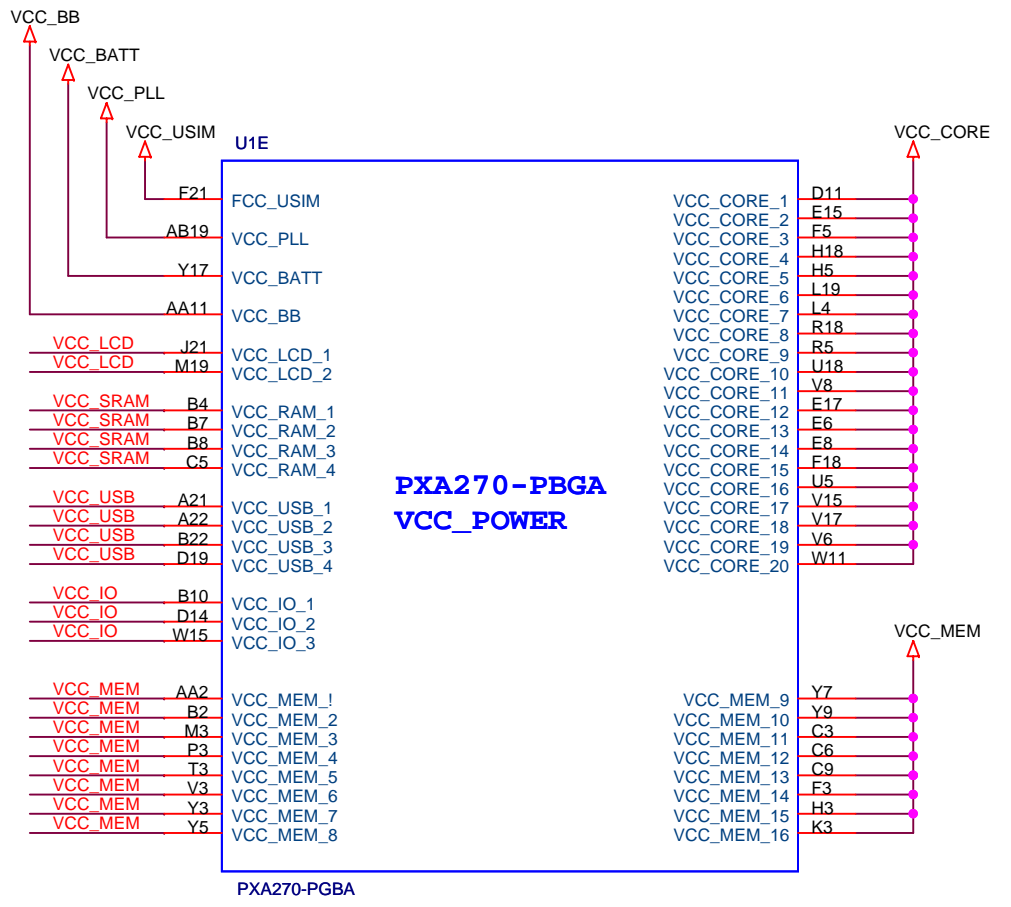 VCC_BB
VCC_BATT
VCC_PLL
VCC_USIM
VCC_CORE
U1E
F21 FCC_USIM
AB19 VCC_PLL
Y17 VCC_BATT
AA11 VCC_BB
VCC_LCD J21 VCC_LCD_1
VCC_LCD M19 VCC_LCD_2
VCC_SRAM B4 VCC_RAM_1
VCC_SRAM B7 VCC_RAM_2
VCC_SRAM B8 VCC_RAM_3
VCC_SRAM C5 VCC_RAM_4
VCC_USB A21 VCC_USB_1
VCC_USB A22 VCC_USB_2
VCC_USB B22 VCC_USB_3
VCC_USB D19 VCC_USB_4
VCC_IO B10 VCC_IO_1
VCC_IO D14 VCC_IO_2
VCC_IO W15 VCC_IO_3
VCC_MEM AA2 VCC_MEM_!
VCC_MEM B2 VCC_MEM_2
VCC_MEM M3 VCC_MEM_3
VCC_MEM P3 VCC_MEM_4
VCC_MEM T3 VCC_MEM_5
VCC_MEM V3 VCC_MEM_6
VCC_MEM Y3 VCC_MEM_7
VCC_MEM Y5 VCC_MEM_8
PXA270-PBGA
VCC_POWER
VCC_CORE_1 D11
VCC_CORE_2 E15
VCC_CORE_3 F5
VCC_CORE_4 H18
VCC_CORE_5 H5
VCC_CORE_6 L19
VCC_CORE_7 L4
VCC_CORE_8 R18
VCC_CORE_9 R5
VCC_CORE_10 U18
VCC_CORE_11 V8
VCC_CORE_12 E17
VCC_CORE_13 E6
VCC_CORE_14 E8
VCC_CORE_15 F18
VCC_CORE_16 U5
VCC_CORE_17 V15
VCC_CORE_18 V17
VCC_CORE_19 V6
VCC_CORE_20 W11
VCC_MEM
VCC_MEM_9 Y7
VCC_MEM_10 Y9
VCC_MEM_11 C3
VCC_MEM_12 C6
VCC_MEM_13 C9
VCC_MEM_14 F3
VCC_MEM_15 H3
VCC_MEM_16 K3
PXA270-PGBA